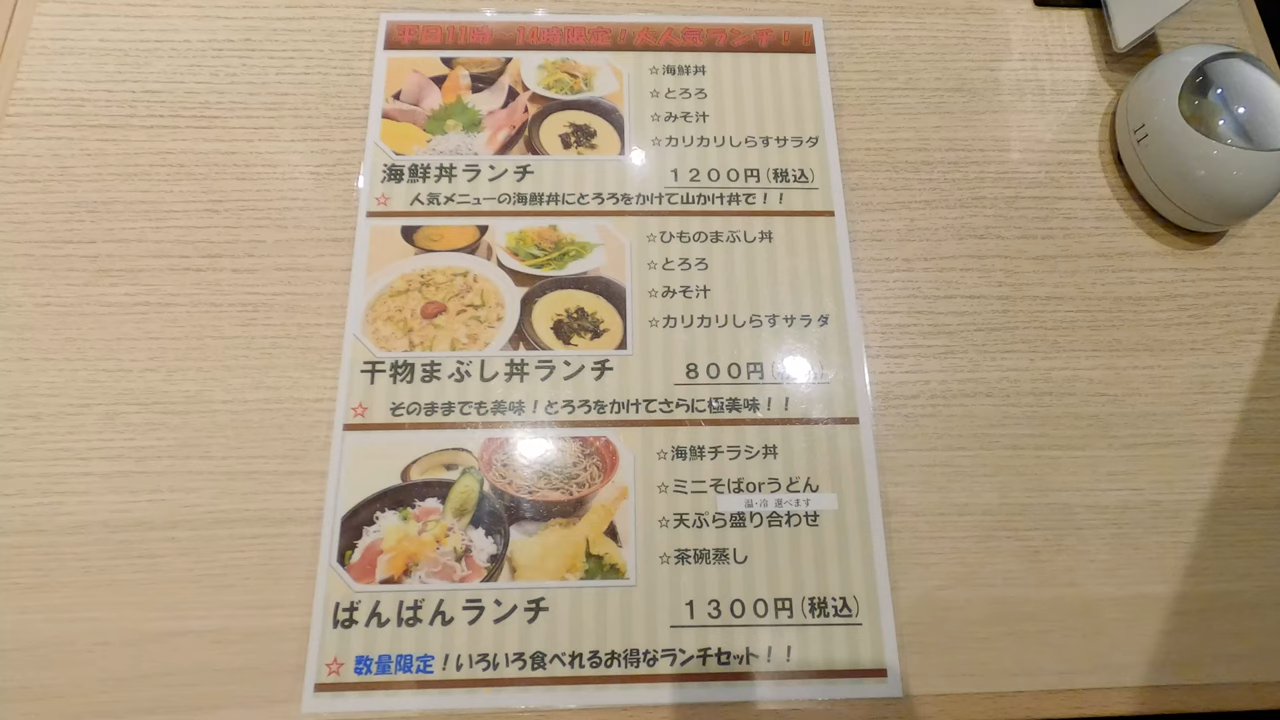 平日11時～14時限定！大人気ランチ！！
☆海鮮丼
☆とろろ
☆みそ汁
☆カリカリしらすサラダ
海鮮丼ランチ
1200円(税込)
☆ 人気メニューの海鮮丼にとろろをかけて山かけ丼で！！
☆ひものまぶし丼
☆とろろ
☆みそ汁
☆カリカリしらすサラダ
干物まぶし丼ランチ
800円(
☆ そのままでも美味！とろろをかけてさらに極美味！！
☆海鮮チラシ丼
☆ミニそばorうどん
温・冷 選べます
☆天ぷら盛り合わせ
☆茶碗蒸し
ばんばんランチ
1300円(税込)
☆ 数量限定！いろいろ食べれるお得なランチセット！！